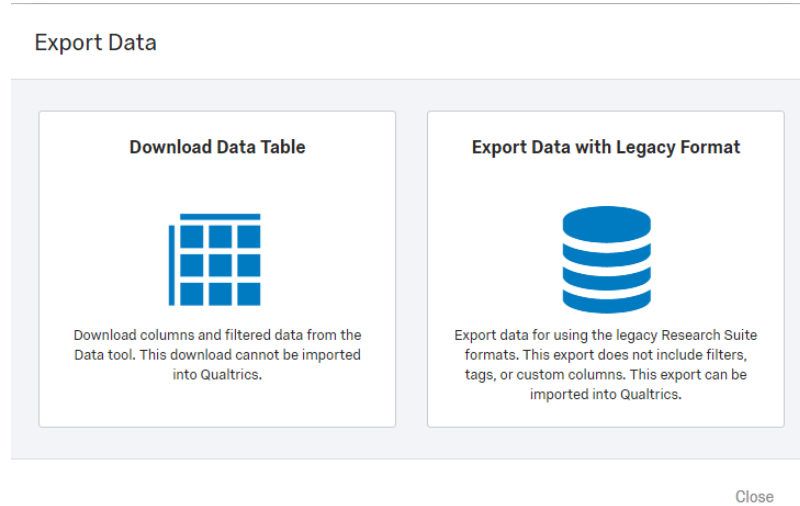 Export Data
Download Data Table
Download columns and filtered data from the
Data tool. This download cannot be imported
into Qualtrics.
Export Data with Legacy Format
Export data for using the legacy Research Suite
formats. This export does not include filters,
tags, or custom columns. This export can be
imported into Qualtrics.
Close